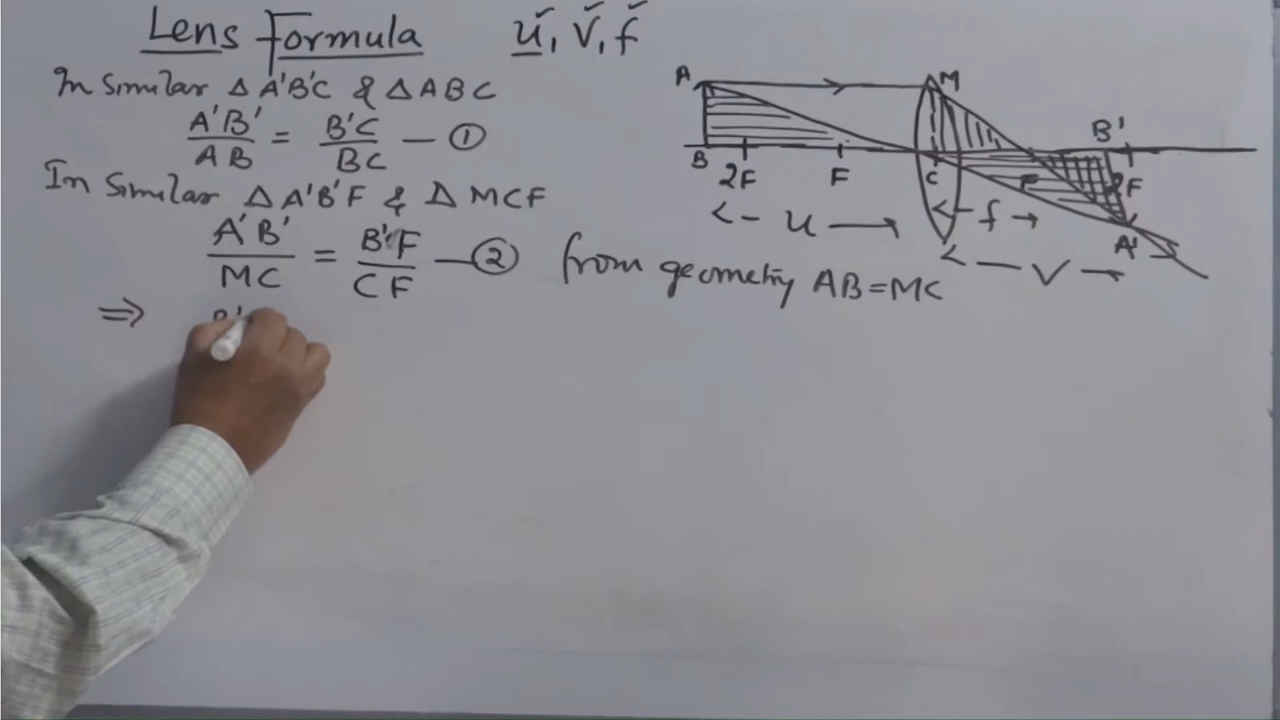 Lens Formula u, v, f
In Similar Δ A'B'C & Δ ABC
A'B'/AB = B'C/BC — ①
In Similar Δ A'B'F & Δ MCF
A'B'/MC = B'F/CF — ② from geometry AB=MC
⇒ B'
A M B'
B 2F F C F 2F
<- u -> <- f -> A'
<- V ->